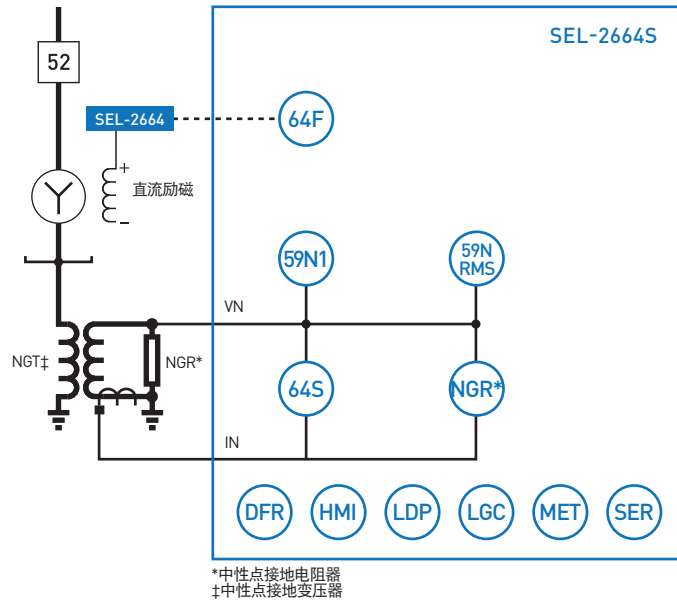 SEL-2664S
52
SEL-2664
64F
+
直流励磁
–
59N1
59N
RMS
VN
NGT‡
NGR*
64S
NGR*
IN
DFR
HMI
LDP
LGC
MET
SER
*中性点接地电阻器
‡中性点接地变压器